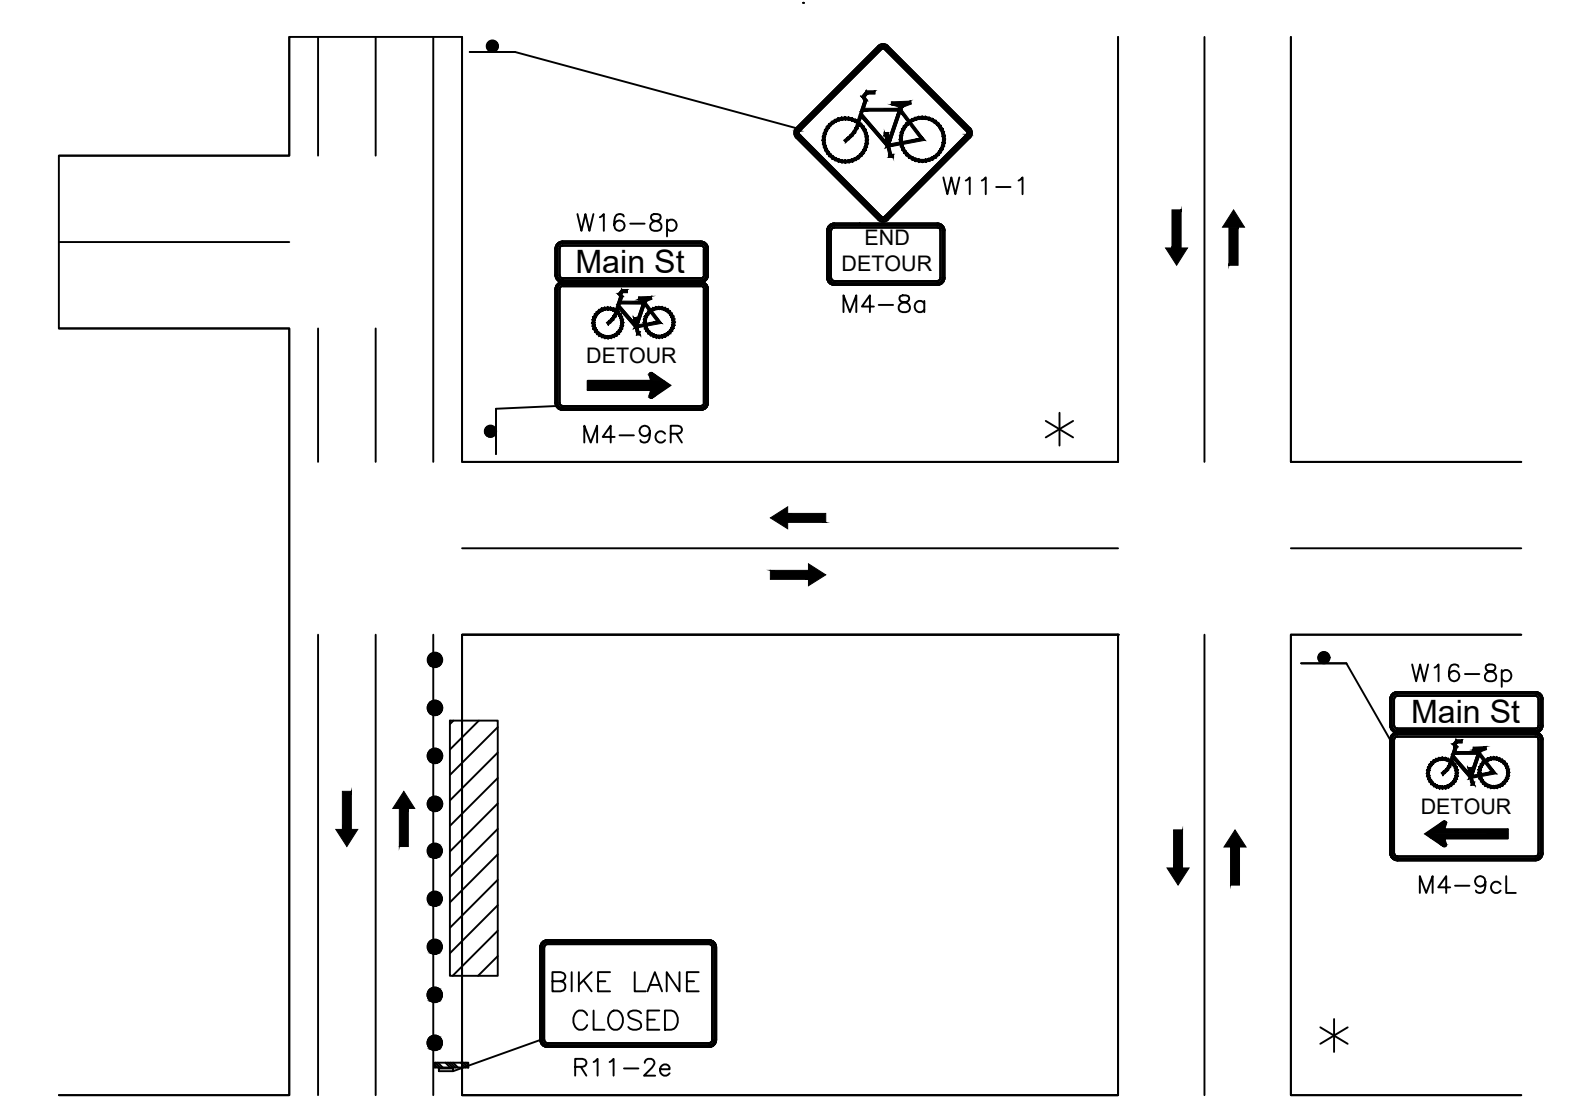 W11-1
END
DETOUR
M4-8a
W16-8p
Main St
DETOUR
M4-9cR
W16-8p
Main St
DETOUR
M4-9cL
BIKE LANE
CLOSED
R11-2e